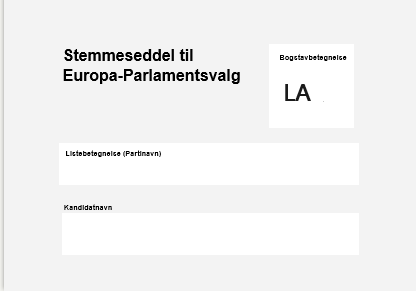 Stemmeseddel til
Europa-Parlamentsvalg
Bogstavbetegnelse
LA
Listebetegnelse (Partinavn)
Kandidatnavn